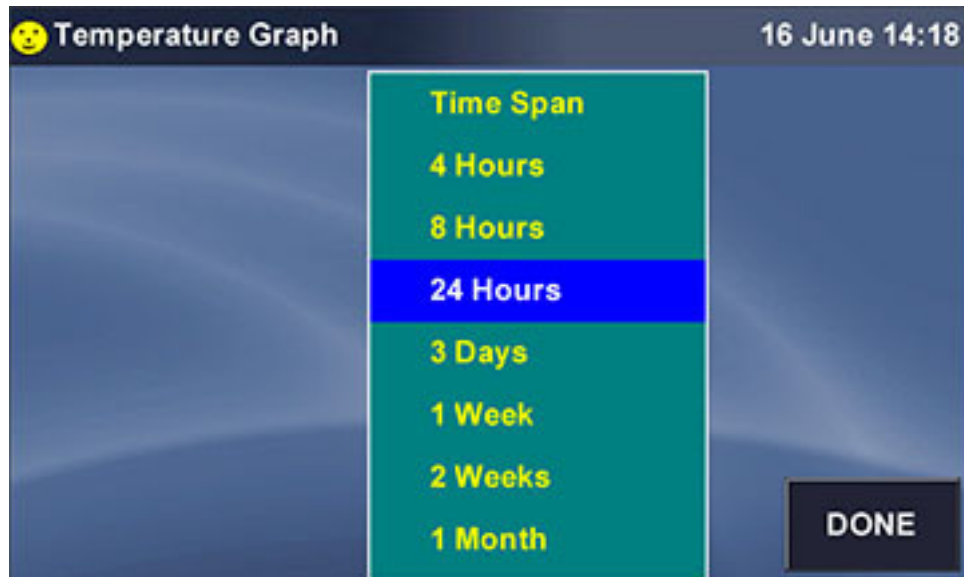 Temperature Graph
16 June 14:18
Time Span
4 Hours
8 Hours
24 Hours
3 Days
1 Week
2 Weeks
1 Month
DONE